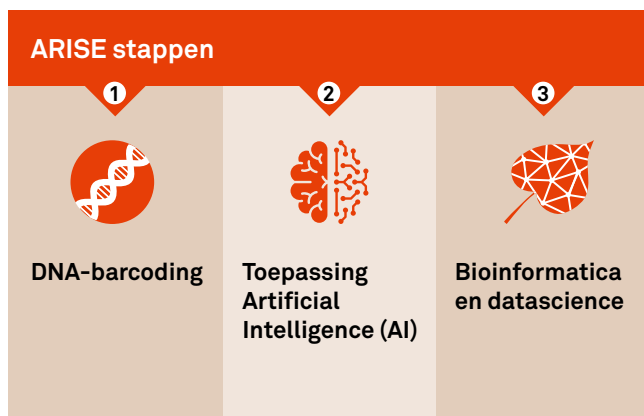 ARISE stappen
1
2
3
DNA-barcoding
Toepassing
Artificial
Intelligence (AI)
Bioinformatica
en datascience